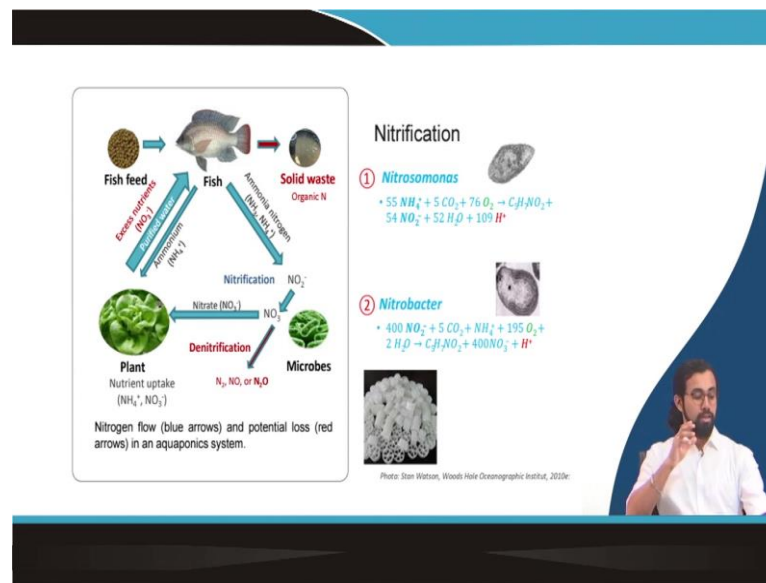 Fish feed
Fish
Solid waste
Organic N
Excess nutrients
(NO₃⁻)
Purified water
Ammonium
(NH₄⁺)
Ammonia nitrogen
(NH₃, NH₄⁺)
Nitrification
NO₂⁻
Nitrate (NO₃⁻)
NO₃⁻
Denitrification
N₂, NO, or N₂O
Microbes
Plant
Nutrient uptake
(NH₄⁺, NO₃⁻)
Nitrogen flow (blue arrows) and potential loss (red
arrows) in an aquaponics system.
Nitrification
1 Nitrosomonas
• 55 NH₄⁺ + 5 CO₂ + 76 O₂ → C₅H₇NO₂ +
54 NO₂⁻ + 52 H₂O + 109 H⁺
2 Nitrobacter
• 400 NO₂⁻ + 5 CO₂ + NH₄⁺ + 195 O₂ +
2 H₂O → C₅H₇NO₂ + 400NO₃⁻ + H⁺
Photo: Stan Watson, Woods Hole Oceanographic Institut, 2010e: